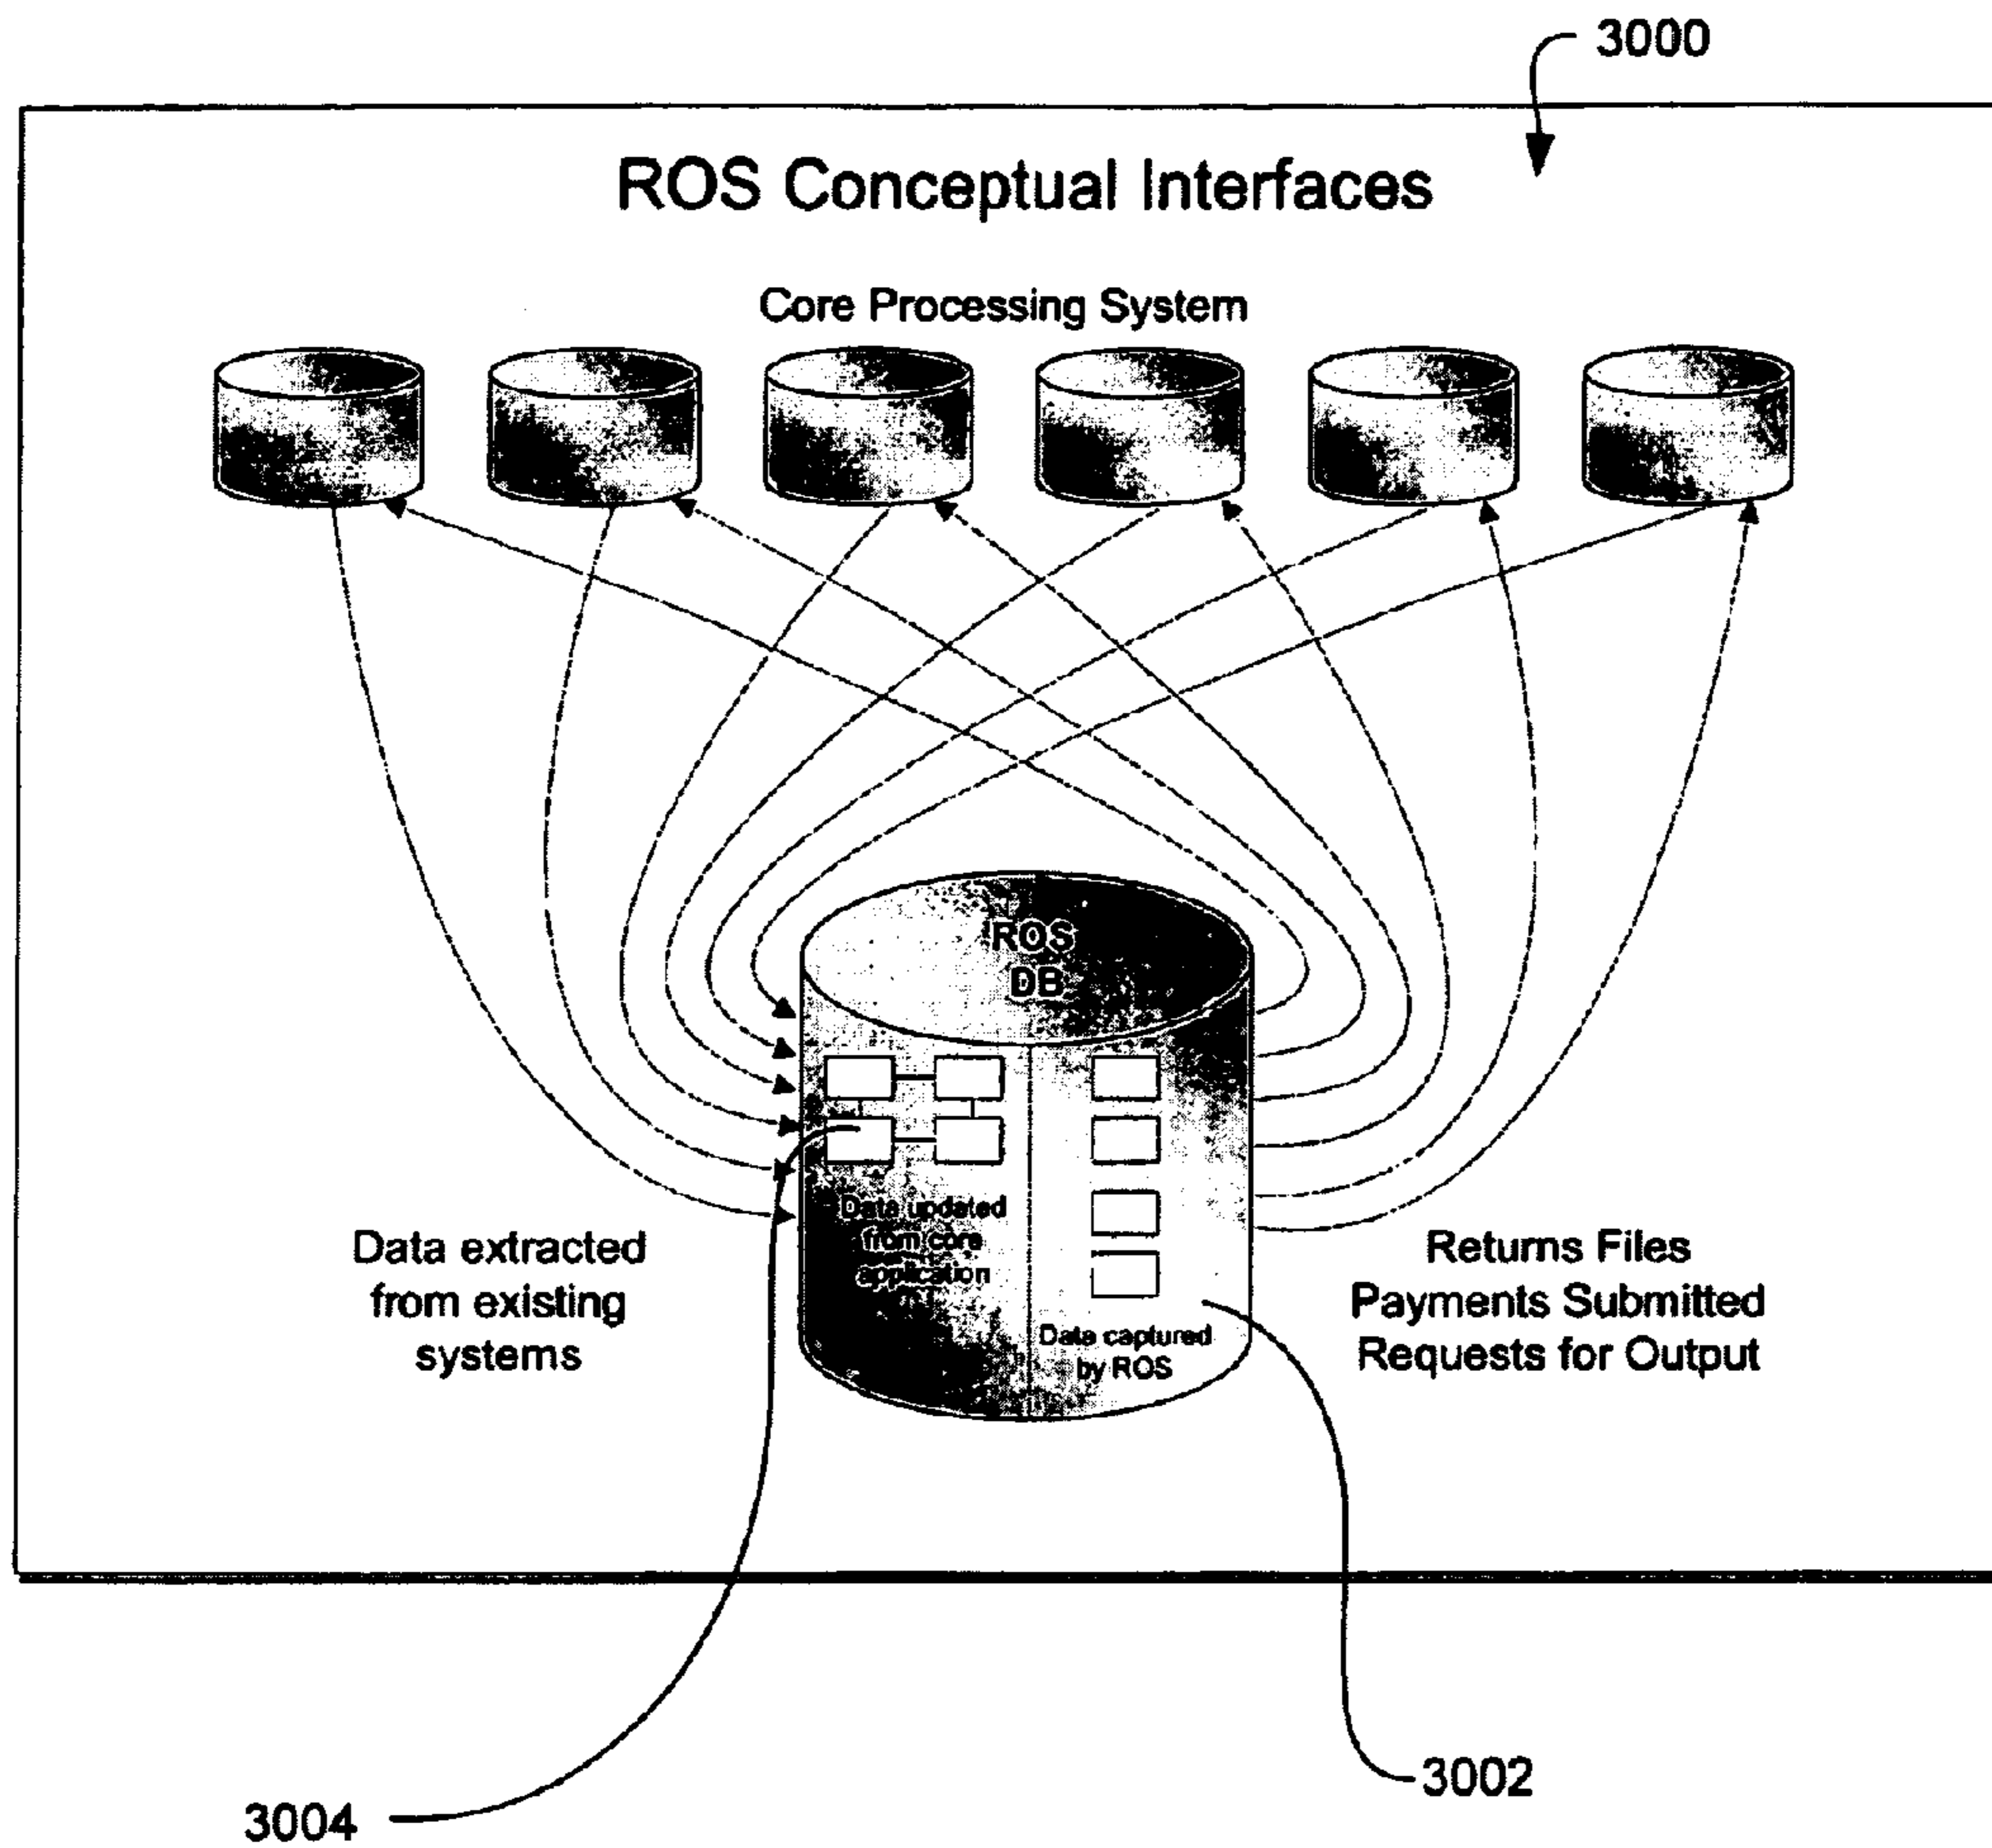 3000
ROS Conceptual Interfaces
Core Processing System
ROS
DB
Data updated
from core
application
Data captured
by ROS
Data extracted
from existing
systems
Returns Files
Payments Submitted
Requests for Output
3002
3004